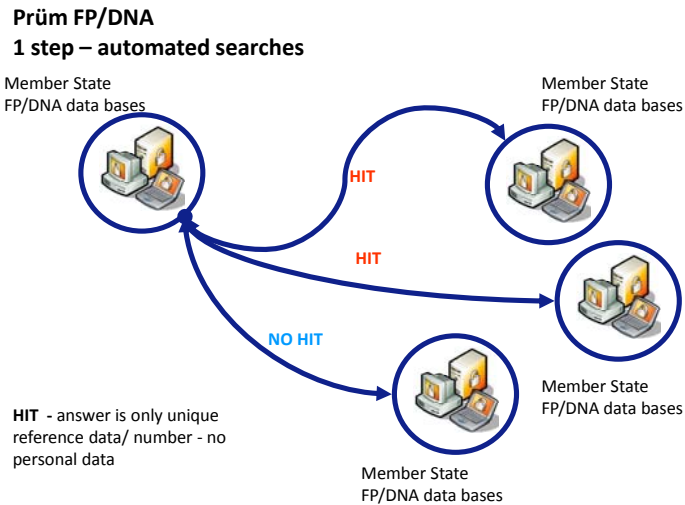 Prüm FP/DNA
1 step – automated searches
Member State
FP/DNA data bases
Member State
FP/DNA data bases
HIT
HIT
NO HIT
Member State
FP/DNA data bases
HIT - answer is only unique
reference data/ number - no
personal data
Member State
FP/DNA data bases